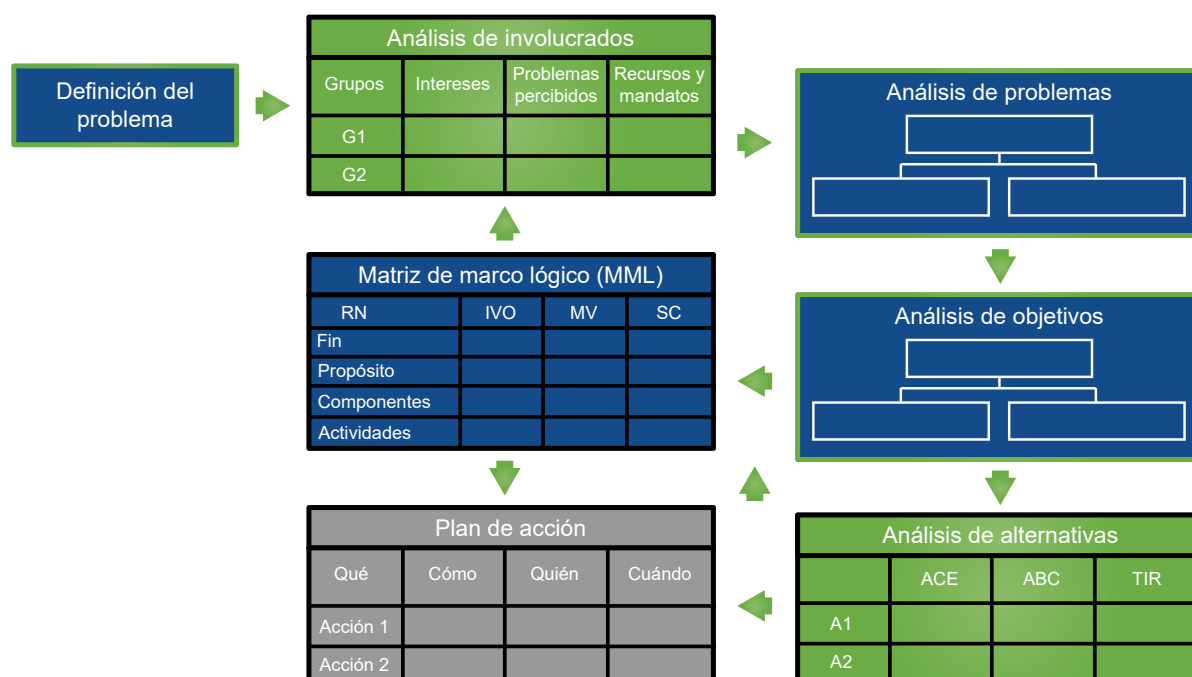 Definición del
problema
Análisis de involucrados
Grupos
Intereses
Problemas
percibidos
Recursos y
mandatos
G1
G2
Análisis de problemas
Matriz de marco lógico (MML)
RN
IVO
MV
SC
Fin
Propósito
Componentes
Actividades
Análisis de objetivos
Plan de acción
Qué
Cómo
Quién
Cuándo
Acción 1
Acción 2
Análisis de alternativas
ACE
ABC
TIR
A1
A2